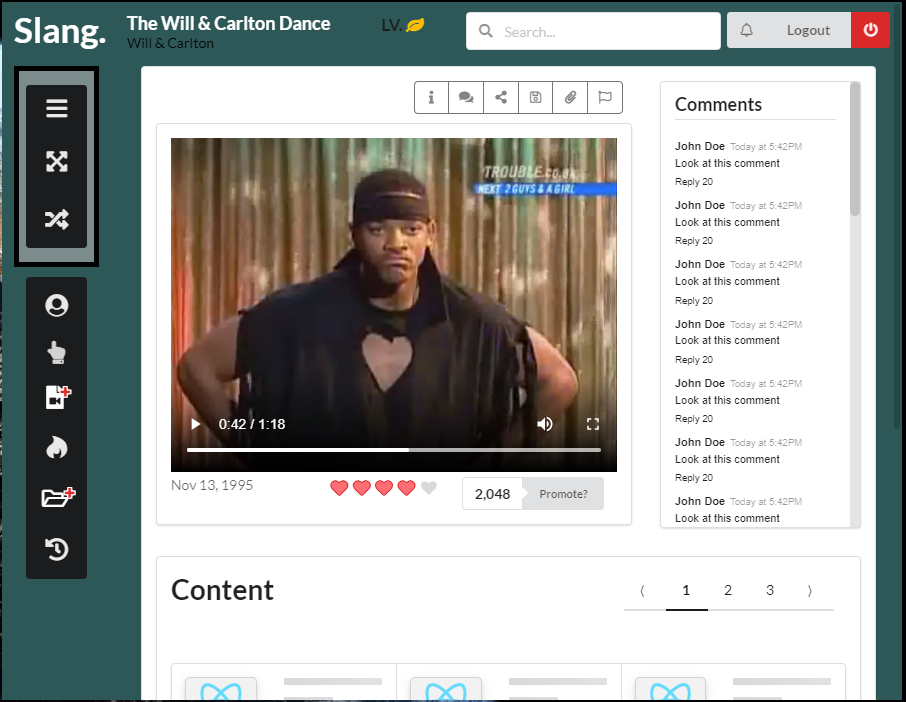 Slang.
The Will & Carlton Dance
Will & Carlton
LV.
Search...
Logout
TROUBLE.CO.UK
NEXT 2 GUYS & A GIRL
0:42 / 1:18
Nov 13, 1995
2,048
Promote?
Comments
John Doe Today at 5:42PM
Look at this comment
Reply 20
John Doe Today at 5:42PM
Look at this comment
Reply 20
John Doe Today at 5:42PM
Look at this comment
Reply 20
John Doe Today at 5:42PM
Look at this comment
Reply 20
John Doe Today at 5:42PM
Look at this comment
Reply 20
John Doe Today at 5:42PM
Look at this comment
Reply 20
John Doe Today at 5:42PM
Look at this comment
Content
⟨ 1 2 3 ⟩